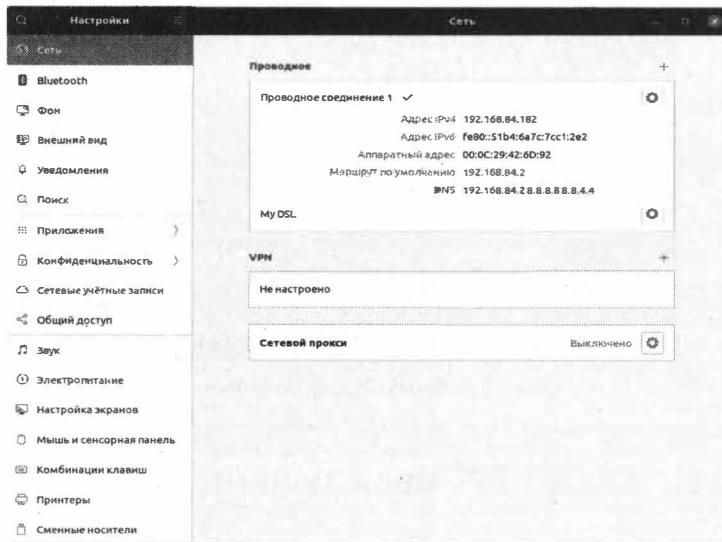 Настройки
Сеть
Сеть
Bluetooth
Фон
Внешний вид
Уведомления
Поиск
Приложения
Конфиденциальность
Сетевые учётные записи
Общий доступ
Звук
Электропитание
Настройка экранов
Мышь и сенсорная панель
Комбинации клавиш
Принтеры
Сменные носители
Проводное
Проводное соединение 1
Адрес IPv4 192.168.84.182
Адрес IPv6 fe80::51b4:6a7c:7cc1:2e2
Аппаратный адрес 00:0C:29:42:6D:92
Маршрут по умолчанию 192.168.84.2
DNS 192.168.84.2 8.8.8.8 8.8.4.4
My DSL
VPN
Не настроено
Сетевой прокси Выключено